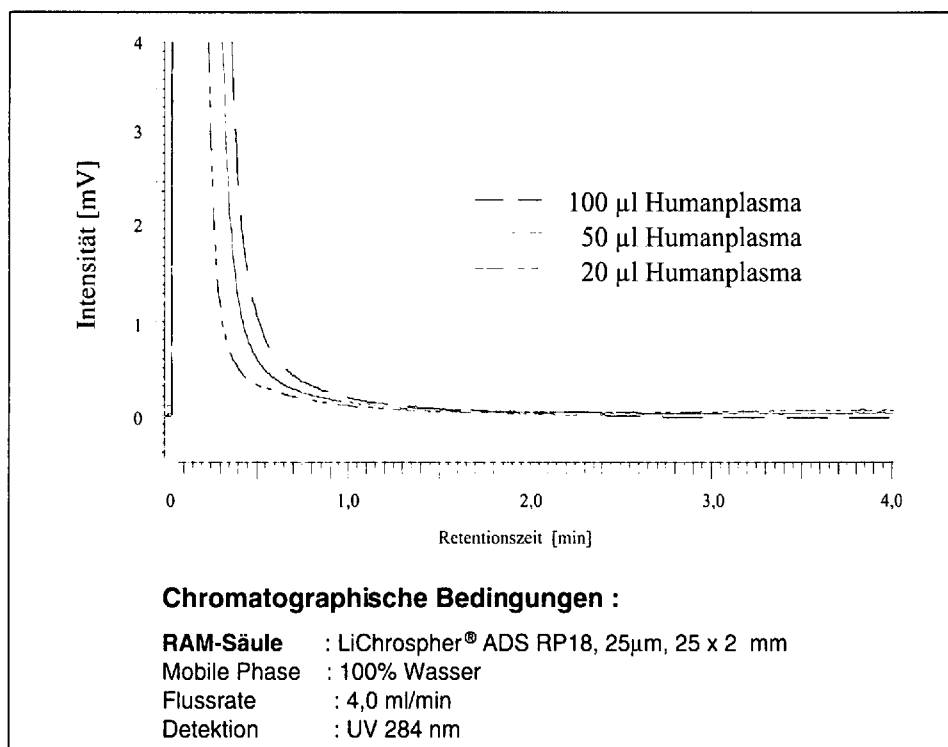 4
3
2
1
0
Intensität [mV]
100 µl Humanplasma
50 µl Humanplasma
20 µl Humanplasma
0 1,0 2,0 3,0 4,0
Retentionszeit [min]
Chromatographische Bedingungen :
RAM-Säule : LiChrospher® ADS RP18, 25µm, 25 x 2 mm
Mobile Phase : 100% Wasser
Flussrate : 4,0 ml/min
Detektion : UV 284 nm